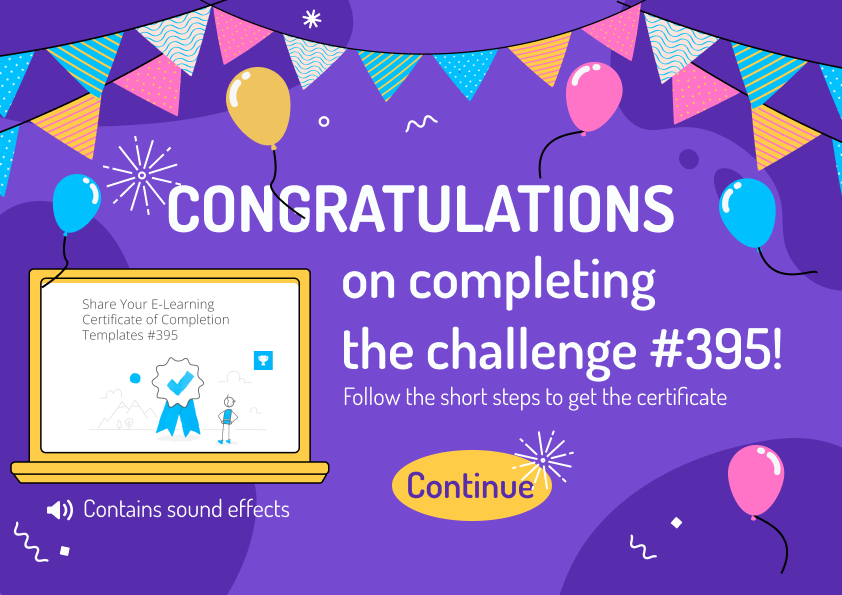 CONGRATULATIONS
on completing
the challenge #395!
Follow the short steps to get the certificate
Share Your E-Learning
Certificate of Completion
Templates #395
Continue
Contains sound effects